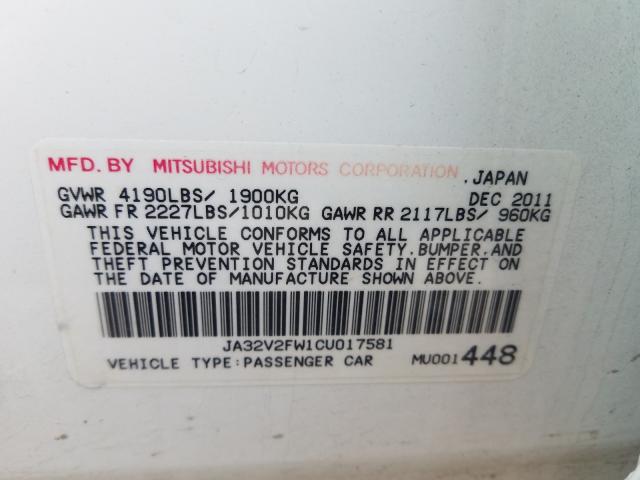 MFD. BY MITSUBISHI MOTORS CORPORATION.JAPAN
GVWR 4190LBS/ 1900KG DEC 2011
GAWR FR 2227LBS/1010KG GAWR RR 2117LBS/ 960KG
THIS VEHICLE CONFORMS TO ALL APPLICABLE
FEDERAL MOTOR VEHICLE SAFETY,BUMPER,AND
THEFT PREVENTION STANDARDS IN EFFECT ON
THE DATE OF MANUFACTURE SHOWN ABOVE.
JA32V2FW1CU017581
VEHICLE TYPE:PASSENGER CAR MU001448